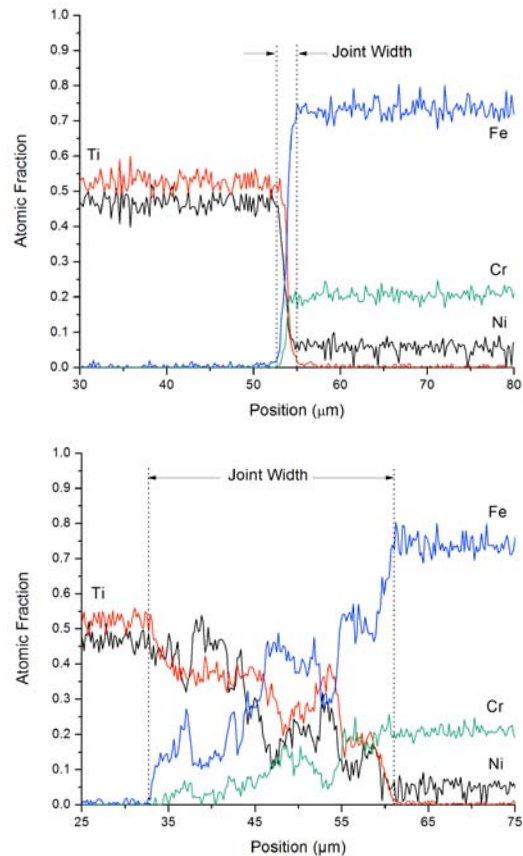 Joint Width
1.0
0.9
0.8
0.7
0.6
0.5
0.4
0.3
0.2
0.1
0.0
Atomic Fraction
Ti
Fe
Cr
Ni
30 40 50 60 70 80
Position (μm)
Joint Width
1.0
0.9
0.8
0.7
0.6
0.5
0.4
0.3
0.2
0.1
0.0
Atomic Fraction
Ti
Fe
Cr
Ni
25 35 45 55 65 75
Position (μm)